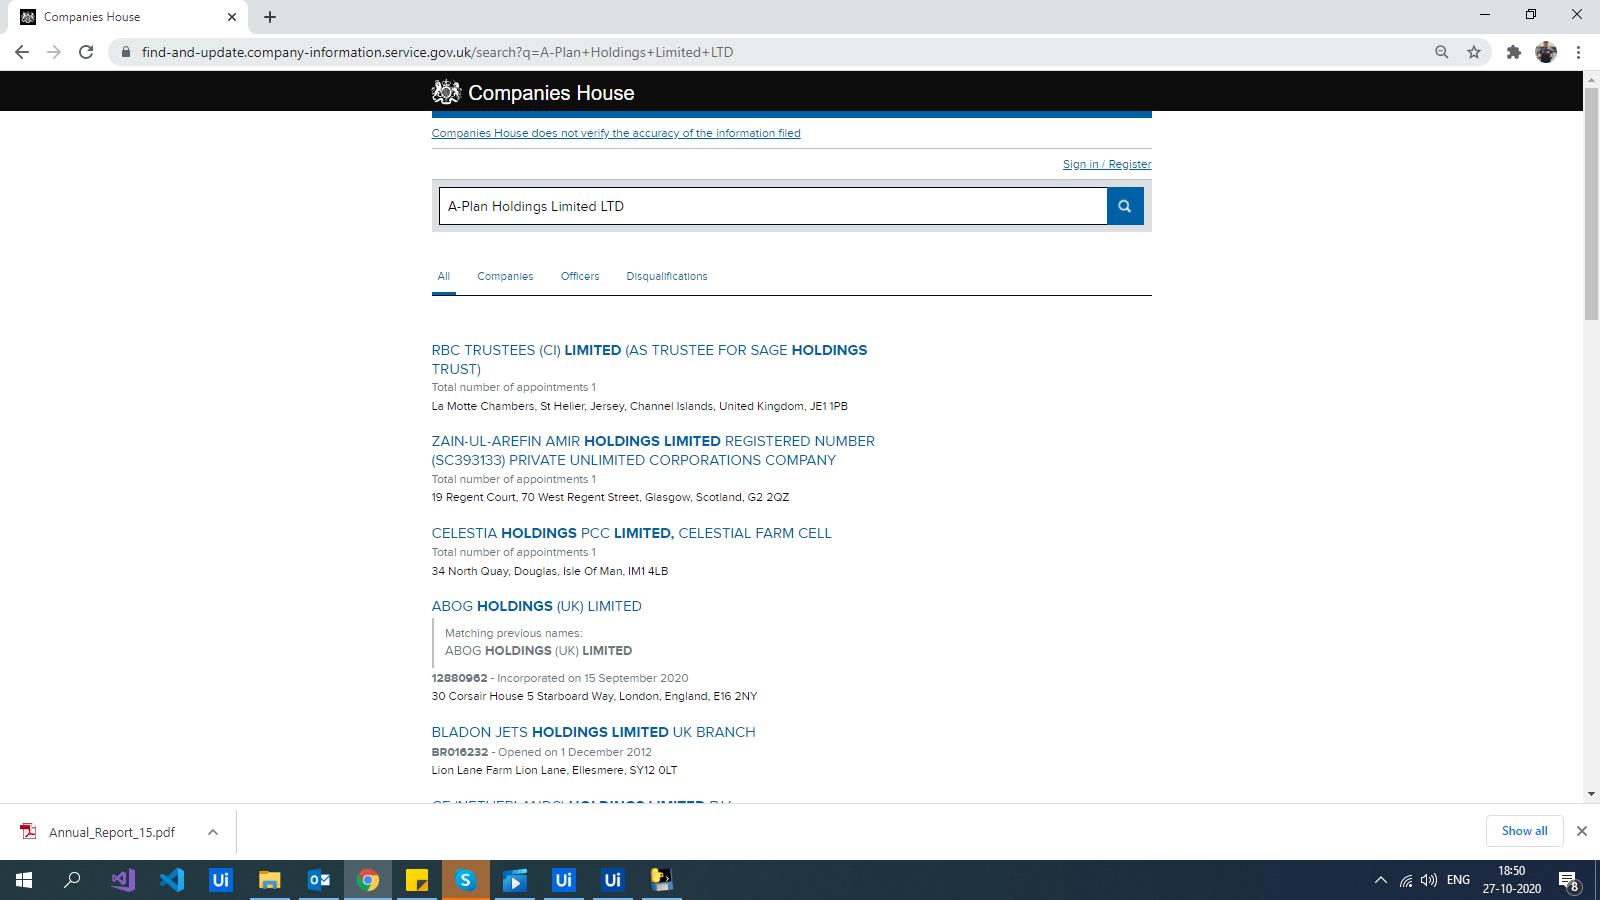 Companies House
find-and-update.company-information.service.gov.uk/search?q=A-Plan+Holdings+Limited+LTD
Companies House
Companies House does not verify the accuracy of the information filed
Sign in / Register
A-Plan Holdings Limited LTD
All Companies Officers Disqualifications
RBC TRUSTEES (CI) LIMITED (AS TRUSTEE FOR SAGE HOLDINGS
TRUST)
Total number of appointments 1
La Motte Chambers, St Helier, Jersey, Channel Islands, United Kingdom, JE1 1PB
ZAIN-UL-AREFIN AMIR HOLDINGS LIMITED REGISTERED NUMBER
(SC393133) PRIVATE UNLIMITED CORPORATIONS COMPANY
Total number of appointments 1
19 Regent Court, 70 West Regent Street, Glasgow, Scotland, G2 2QZ
CELESTIA HOLDINGS PCC LIMITED, CELESTIAL FARM CELL
Total number of appointments 1
34 North Quay, Douglas, Isle Of Man, IM1 4LB
ABOG HOLDINGS (UK) LIMITED
Matching previous names:
ABOG HOLDINGS (UK) LIMITED
12880962 - Incorporated on 15 September 2020
30 Corsair House 5 Starboard Way, London, England, E16 2NY
BLADON JETS HOLDINGS LIMITED UK BRANCH
BR016232 - Opened on 1 December 2012
Lion Lane Farm Lion Lane, Ellesmere, SY12 0LT
Annual_Report_15.pdf
Show all
Ui
Ui
Ui
ENG
18:50
27-10-2020
8